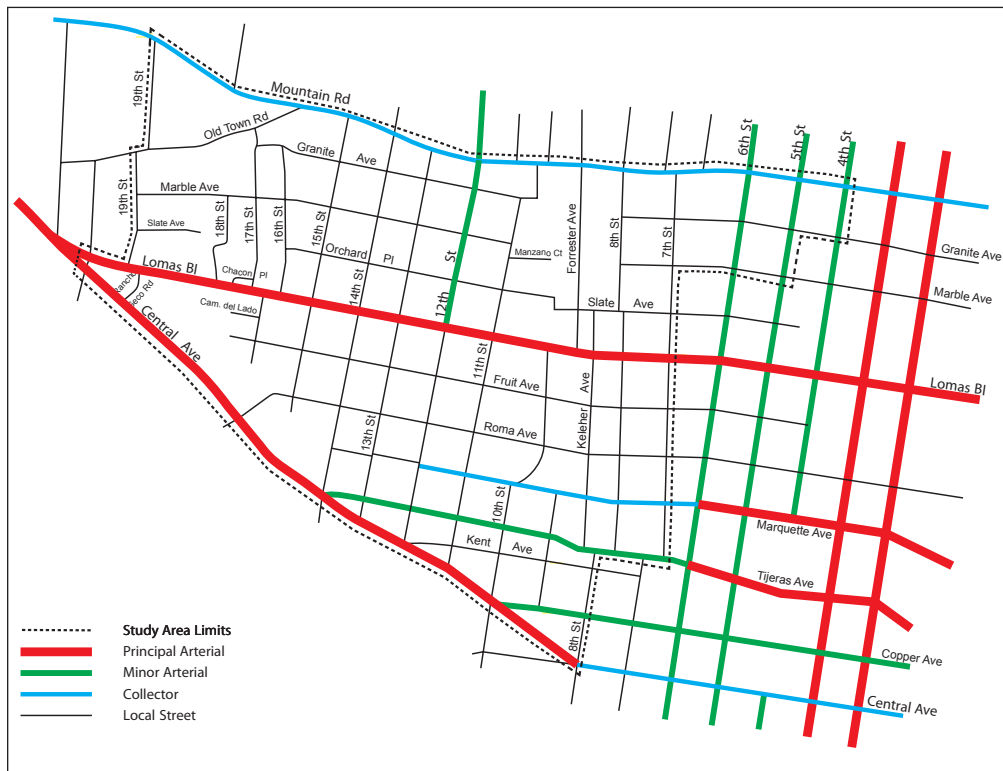 Mountain Rd
19th St
Old Town Rd
6th St
5th St
4th St
Granite Ave
19th St
Marble Ave
Slate Ave
18th St
17th St
16th St
15th St
Orchard Pl
Manzano Ct
Forrester Ave
8th St
7th St
Granite Ave
Marble Ave
Lomas Bl
Chacon Pl
14th St
12th St
Slate Ave
Rancho
Seco Rd
Cam. del Lado
Central Ave
11th St
Fruit Ave
Keleher Ave
Lomas Bl
13th St
Roma Ave
10th St
Kent Ave
Marquette Ave
Tijeras Ave
8th St
Copper Ave
Central Ave
Study Area Limits
Principal Arterial
Minor Arterial
Collector
Local Street